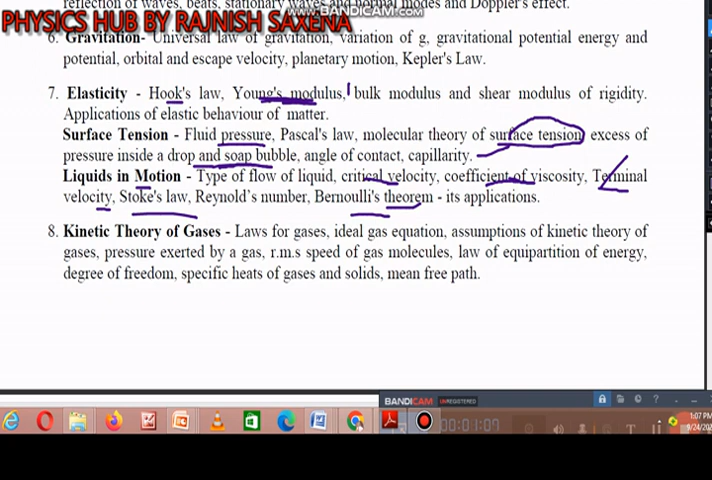 reflection of waves, beats, stationary waves and normal modes and Doppler's effect.
BANDICAM.COM
PHYSICS HUB BY RAJNISH SAXENA
6. Gravitation- Universal law of gravitation, variation of g, gravitational potential energy and
potential, orbital and escape velocity, planetary motion, Kepler's Law.
7. Elasticity - Hook's law, Young's modulus, bulk modulus and shear modulus of rigidity.
Applications of elastic behaviour of matter.
Surface Tension - Fluid pressure, Pascal's law, molecular theory of surface tension excess of
pressure inside a drop and soap bubble, angle of contact, capillarity.
Liquids in Motion - Type of flow of liquid, critical velocity, coefficient of viscosity, Terminal
velocity, Stoke's law, Reynold's number, Bernoulli's theorem - its applications.
8. Kinetic Theory of Gases - Laws for gases, ideal gas equation, assumptions of kinetic theory of
gases, pressure exerted by a gas, r.m.s speed of gas molecules, law of equipartition of energy,
degree of freedom, specific heats of gases and solids, mean free path.
BANDICAM UNREGISTERED
00:01:09
1:07 PM